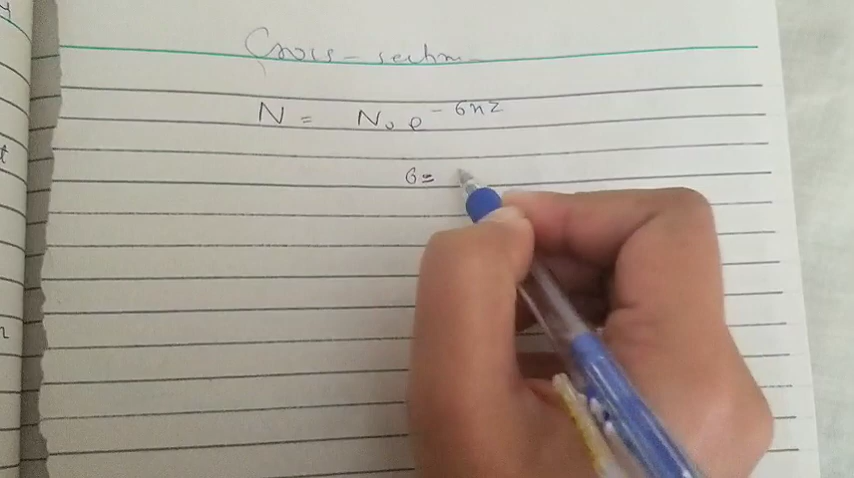 Cross-section
N = N₀ e^-σnz
σ =